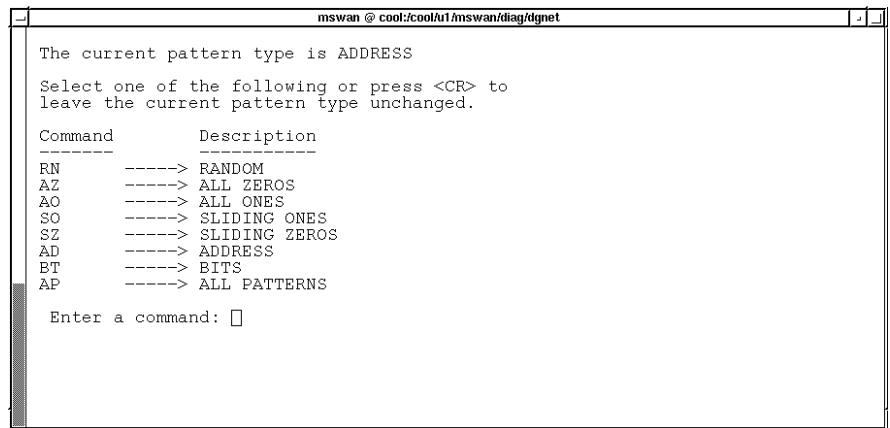 mswan @ cool:/cool/u1/mswan/diag/dgnet
The current pattern type is ADDRESS
Select one of the following or press <CR> to
leave the current pattern type unchanged.
Command Description
------- -----------
RN -----> RANDOM
AZ -----> ALL ZEROS
AO -----> ALL ONES
SO -----> SLIDING ONES
SZ -----> SLIDING ZEROS
AD -----> ADDRESS
BT -----> BITS
AP -----> ALL PATTERNS
Enter a command: